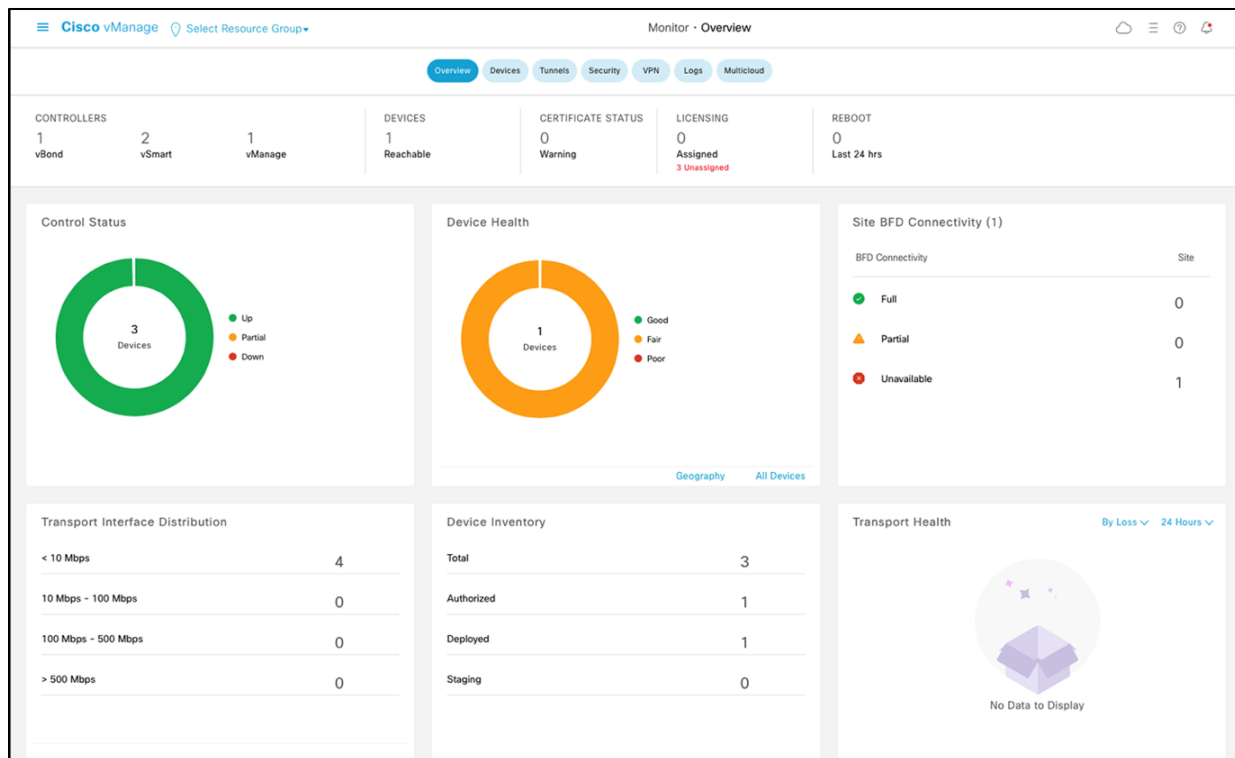 Cisco vManage Select Resource Group
Monitor · Overview
Overview Devices Tunnels Security VPN Logs Multicloud
CONTROLLERS
1 2 1
vBond vSmart vManage
DEVICES
1
Reachable
CERTIFICATE STATUS
0
Warning
LICENSING
0
Assigned
3 Unassigned
REBOOT
0
Last 24 hrs
Control Status
3
Devices
Up
Partial
Down
Device Health
1
Devices
Good
Fair
Poor
Geography All Devices
Site BFD Connectivity (1)
BFD Connectivity Site
Full 0
Partial 0
Unavailable 1
Transport Interface Distribution
< 10 Mbps 4
10 Mbps - 100 Mbps 0
100 Mbps - 500 Mbps 0
> 500 Mbps 0
Device Inventory
Total 3
Authorized 1
Deployed 1
Staging 0
Transport Health By Loss 24 Hours
No Data to Display